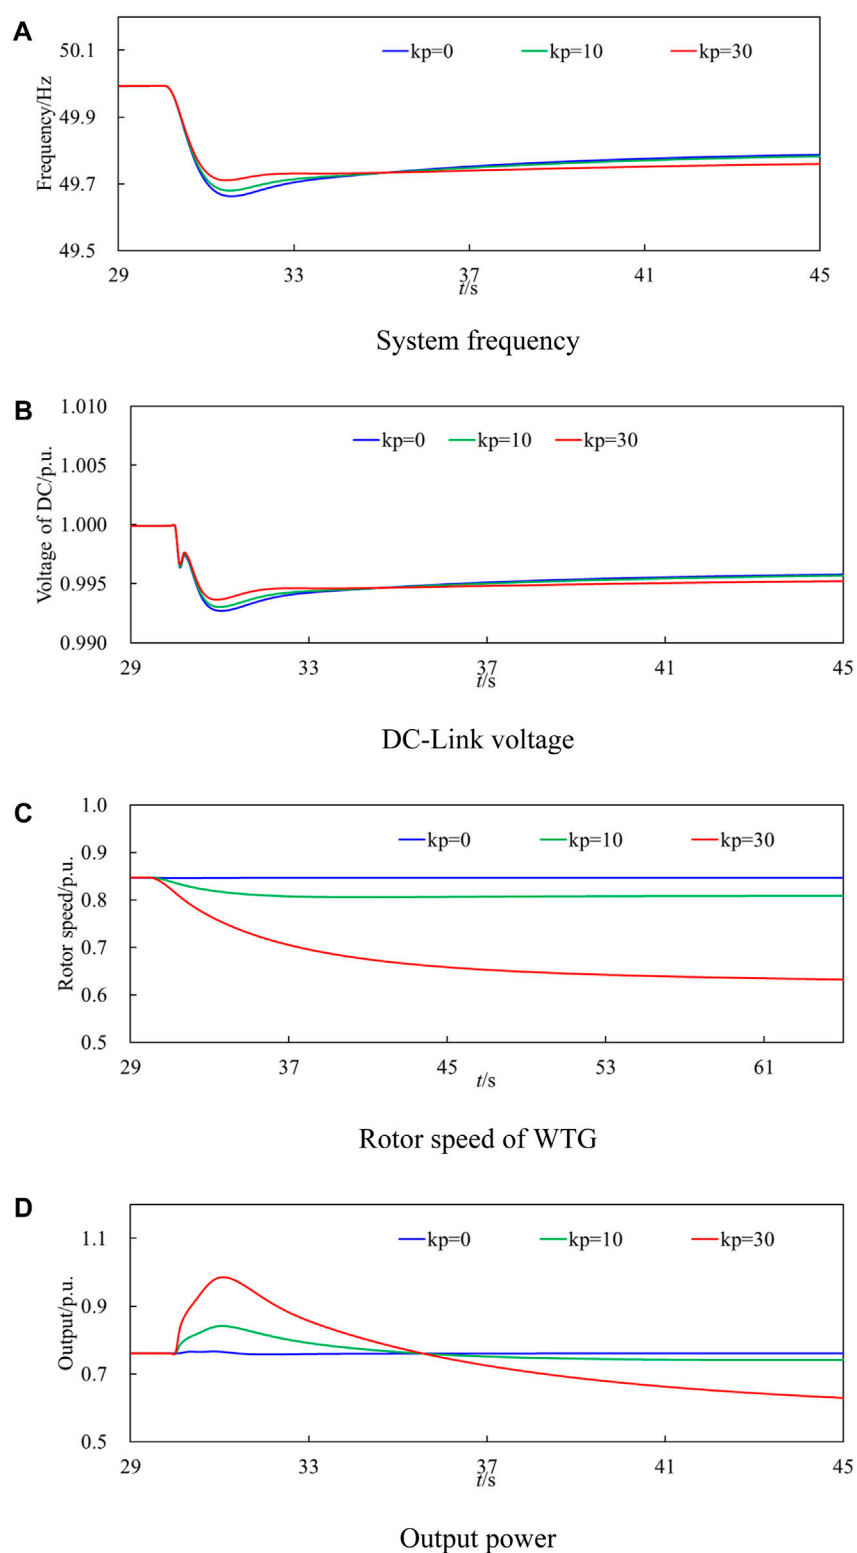 A
50.1
kp=0 kp=10 kp=30
Frequency/Hz
49.9
49.7
49.5
29 33 37 41 45
t/s
System frequency
B
1.010
kp=0 kp=10 kp=30
Voltage of DC/p.u.
1.005
1.000
0.995
0.990
29 33 37 41 45
t/s
DC-Link voltage
C
1.0
kp=0 kp=10 kp=30
Rotor speed/p.u.
0.9
0.8
0.7
0.6
0.5
29 37 45 53 61
t/s
Rotor speed of WTG
D
1.1
kp=0 kp=10 kp=30
Output/p.u.
0.9
0.7
0.5
29 33 37 41 45
t/s
Output power